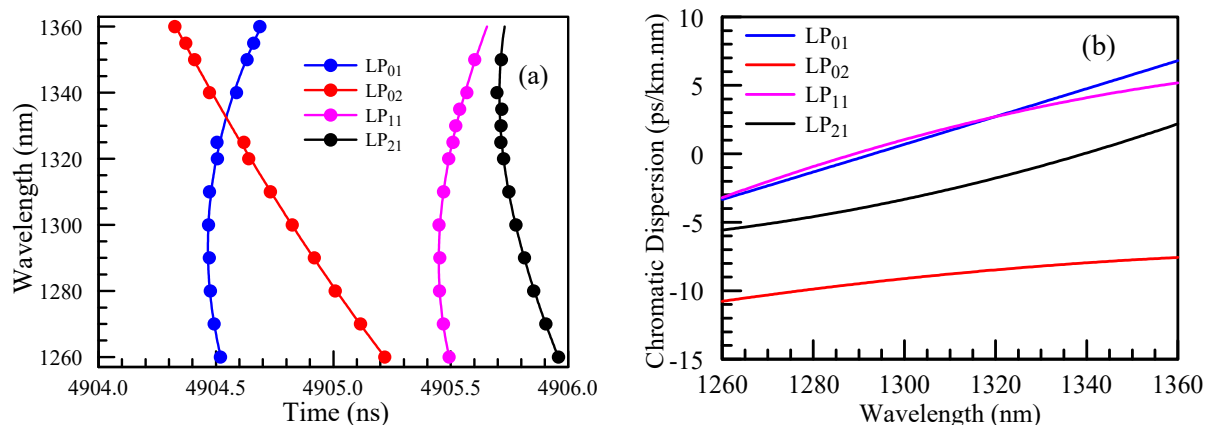 1360
1340
1320
1300
1280
1260
Wavelength (nm)
4904.0
4904.5
4905.0
4905.5
4906.0
Time (ns)
LP01
LP02
LP11
LP21
(a)
10
5
0
-5
-10
-15
Chromatic Dispersion (ps/km.nm)
1260
1280
1300
1320
1340
1360
Wavelength (nm)
LP01
LP02
LP11
LP21
(b)